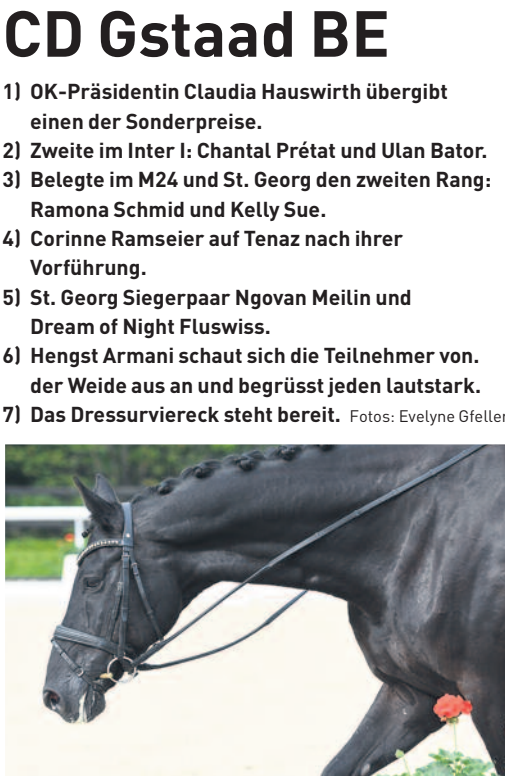 CD Gstaad BE
1) OK-Präsidentin Claudia Hauswirth übergibt
einen der Sonderpreise.
2) Zweite im Inter I: Chantal Prétat und Ulan Bator.
3) Belegte im M24 und St. Georg den zweiten Rang:
Ramona Schmid und Kelly Sue.
4) Corinne Ramseier auf Tenaz nach ihrer
Vorführung.
5) St. Georg Siegerpaar Ngovan Meilin und
Dream of Night Fluswiss.
6) Hengst Armani schaut sich die Teilnehmer von.
der Weide aus an und begrüsst jeden lautstark.
7) Das Dressurviereck steht bereit. Fotos: Evelyne Gfeller